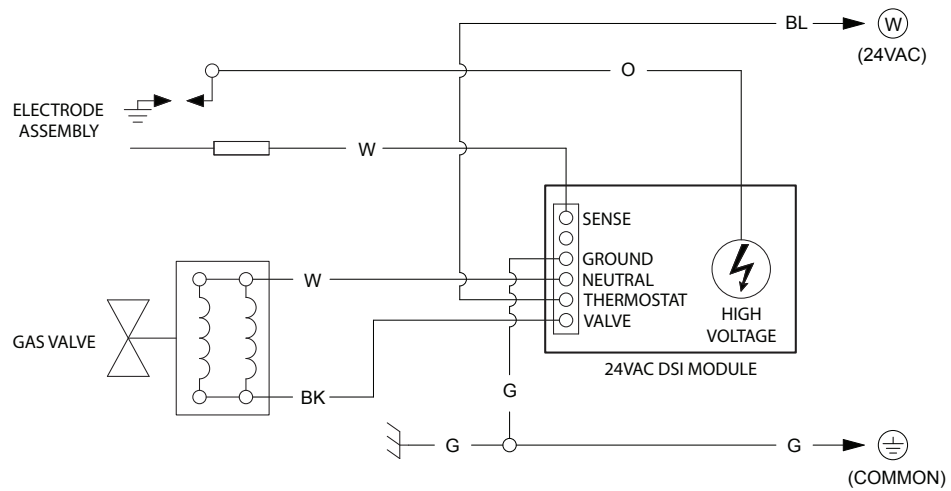 BL
W
(24VAC)
O
ELECTRODE
ASSEMBLY
W
SENSE
GROUND
NEUTRAL
THERMOSTAT
VALVE
HIGH
VOLTAGE
24VAC DSI MODULE
W
GAS VALVE
BK
G
G
G
(COMMON)